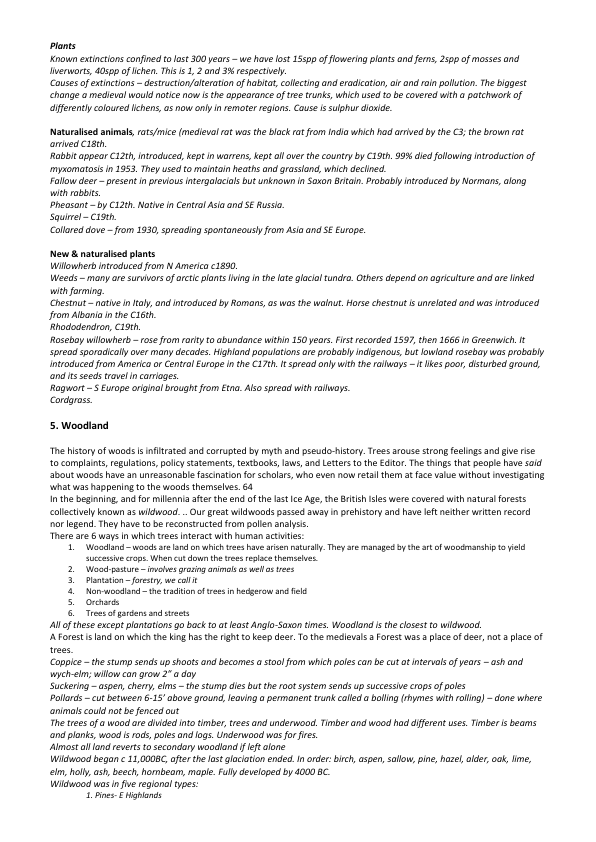 Plants
Known extinctions confined to last 300 years – we have lost 15spp of flowering plants and ferns, 2spp of mosses and
liverworts, 40spp of lichen. This is 1, 2 and 3% respectively.
Causes of extinctions – destruction/alteration of habitat, collecting and eradication, air and rain pollution. The biggest
change a medieval would notice now is the appearance of tree trunks, which used to be covered with a patchwork of
differently coloured lichens, as now only in remoter regions. Cause is sulphur dioxide.
Naturalised animals, rats/mice (medieval rat was the black rat from India which had arrived by the C3; the brown rat
arrived C18th.
Rabbit appear C12th, introduced, kept in warrens, kept all over the country by C19th. 99% died following introduction of
myxomatosis in 1953. They used to maintain heaths and grassland, which declined.
Fallow deer – present in previous intergalacials but unknown in Saxon Britain. Probably introduced by Normans, along
with rabbits.
Pheasant – by C12th. Native in Central Asia and SE Russia.
Squirrel – C19th.
Collared dove – from 1930, spreading spontaneously from Asia and SE Europe.
New & naturalised plants
Willowherb introduced from N America c1890.
Weeds – many are survivors of arctic plants living in the late glacial tundra. Others depend on agriculture and are linked
with farming.
Chestnut – native in Italy, and introduced by Romans, as was the walnut. Horse chestnut is unrelated and was introduced
from Albania in the C16th.
Rhododendron, C19th.
Rosebay willowherb – rose from rarity to abundance within 150 years. First recorded 1597, then 1666 in Greenwich. It
spread sporadically over many decades. Highland populations are probably indigenous, but lowland rosebay was probably
introduced from America or Central Europe in the C17th. It spread only with the railways – it likes poor, disturbed ground,
and its seeds travel in carriages.
Ragwort – S Europe original brought from Etna. Also spread with railways.
Cordgrass.
5. Woodland
The history of woods is infiltrated and corrupted by myth and pseudo-history. Trees arouse strong feelings and give rise
to complaints, regulations, policy statements, textbooks, laws, and Letters to the Editor. The things that people have said
about woods have an unreasonable fascination for scholars, who even now retail them at face value without investigating
what was happening to the woods themselves. 64
In the beginning, and for millennia after the end of the last Ice Age, the British Isles were covered with natural forests
collectively known as wildwood. .. Our great wildwoods passed away in prehistory and have left neither written record
nor legend. They have to be reconstructed from pollen analysis.
There are 6 ways in which trees interact with human activities:
1. Woodland – woods are land on which trees have arisen naturally. They are managed by the art of woodmanship to yield
successive crops. When cut down the trees replace themselves.
2. Wood-pasture – involves grazing animals as well as trees
3. Plantation – forestry, we call it
4. Non-woodland – the tradition of trees in hedgerow and field
5. Orchards
6. Trees of gardens and streets
All of these except plantations go back to at least Anglo-Saxon times. Woodland is the closest to wildwood.
A Forest is land on which the king has the right to keep deer. To the medievals a Forest was a place of deer, not a place of
trees.
Coppice – the stump sends up shoots and becomes a stool from which poles can be cut at intervals of years – ash and
wych-elm; willow can grow 2” a day
Suckering – aspen, cherry, elms – the stump dies but the root system sends up successive crops of poles
Pollards – cut between 6-15’ above ground, leaving a permanent trunk called a bolling (rhymes with rolling) – done where
animals could not be fenced out
The trees of a wood are divided into timber, trees and underwood. Timber and wood had different uses. Timber is beams
and planks, wood is rods, poles and logs. Underwood was for fires.
Almost all land reverts to secondary woodland if left alone
Wildwood began c 11,000BC, after the last glaciation ended. In order: birch, aspen, sallow, pine, hazel, alder, oak, lime,
elm, holly, ash, beech, hornbeam, maple. Fully developed by 4000 BC.
Wildwood was in five regional types:
1. Pines- E Highlands